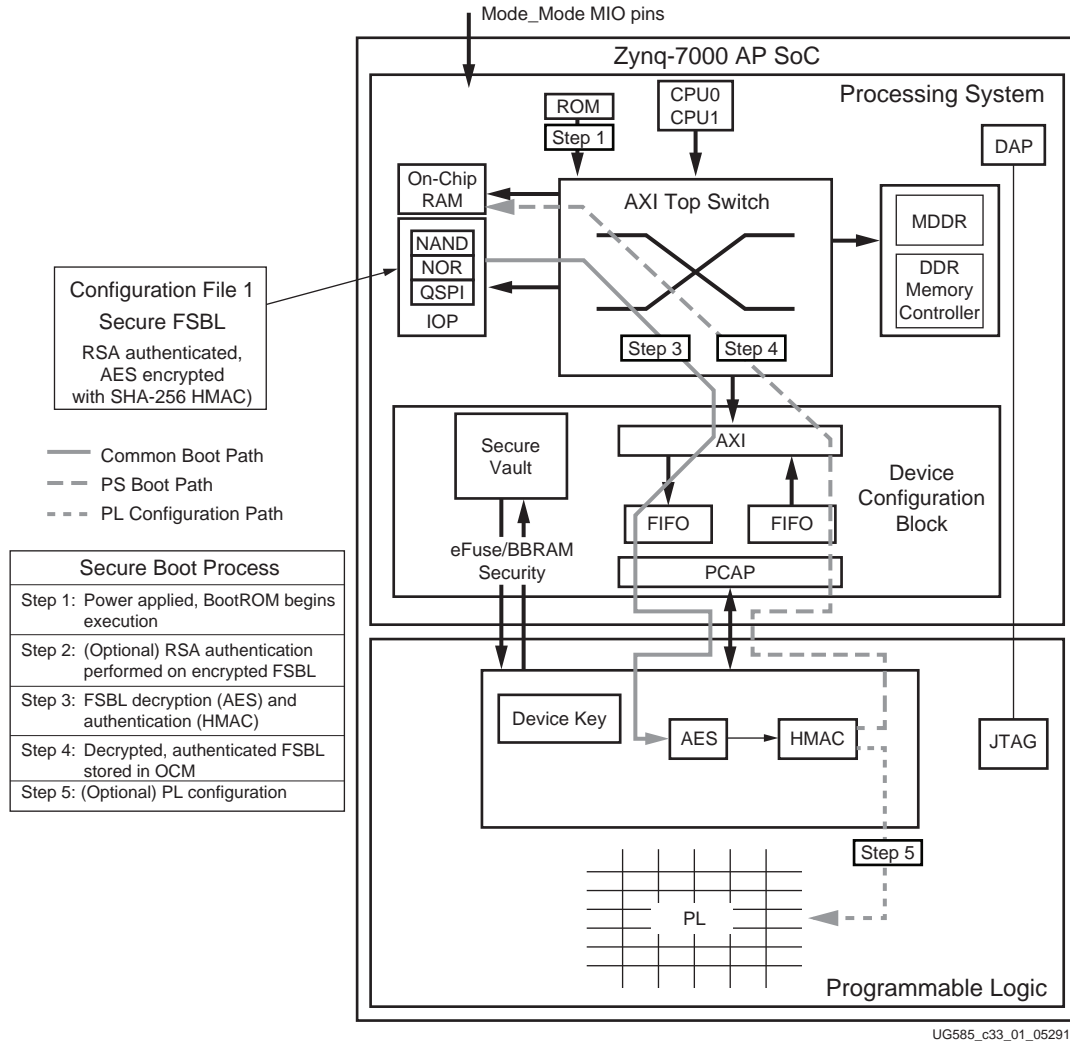 Mode_Mode MIO pins
Zynq-7000 AP SoC
Processing System
ROM
Step 1
CPU0
CPU1
DAP
On-Chip
RAM
AXI Top Switch
MDDR
DDR
Memory
Controller
NAND
NOR
QSPI
IOP
Step 3
Step 4
Configuration File 1
Secure FSBL
RSA authenticated,
AES encrypted
with SHA-256 HMAC)
Common Boot Path
PS Boot Path
PL Configuration Path
Secure
Vault
AXI
FIFO
FIFO
Device
Configuration
Block
eFuse/BBRAM
Security
PCAP
Secure Boot Process
Step 1: Power applied, BootROM begins
execution
Step 2: (Optional) RSA authentication
performed on encrypted FSBL
Step 3: FSBL decryption (AES) and
authentication (HMAC)
Step 4: Decrypted, authenticated FSBL
stored in OCM
Step 5: (Optional) PL configuration
Device Key
AES
HMAC
JTAG
Step 5
PL
Programmable Logic
UG585_c33_01_05291